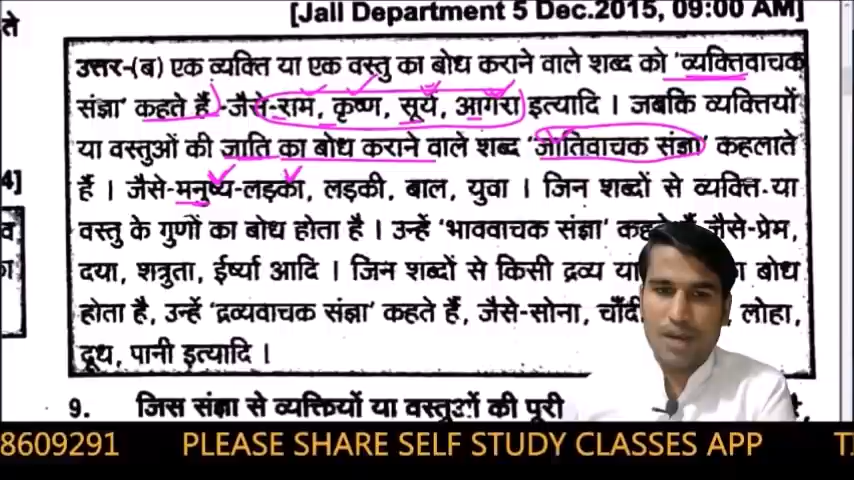 ते
[Jail Department 5 Dec.2015, 09:00 AM]
उत्तर-(ब) एक व्यक्ति या एक वस्तु का बोध कराने वाले शब्द को 'व्यक्तिवाचक
संज्ञा' कहते हैं -जैसे-राम, कृष्ण, सूर्य, आगरा इत्यादि । जबकि व्यक्तियों
या वस्तुओं की जाति का बोध कराने वाले शब्द 'जातिवाचक संज्ञा' कहलाते
4]
हैं । जैसे-मनुष्य-लड़का, लड़की, बाल, युवा । जिन शब्दों से व्यक्ति-या
व
वस्तु के गुणों का बोध होता है । उन्हें 'भाववाचक संज्ञा' कहते हैं जैसे-प्रेम,
दया, शत्रुता, ईर्ष्या आदि । जिन शब्दों से किसी द्रव्य या बोध
होता है, उन्हें 'द्रव्यवाचक संज्ञा' कहते हैं, जैसे-सोना, लोहा,
दूध, पानी इत्यादि ।
9. जिस संज्ञा से व्यक्तियों या वस्तुओं की पूरी
8609291 PLEASE SHARE SELF STUDY CLASSES APP T